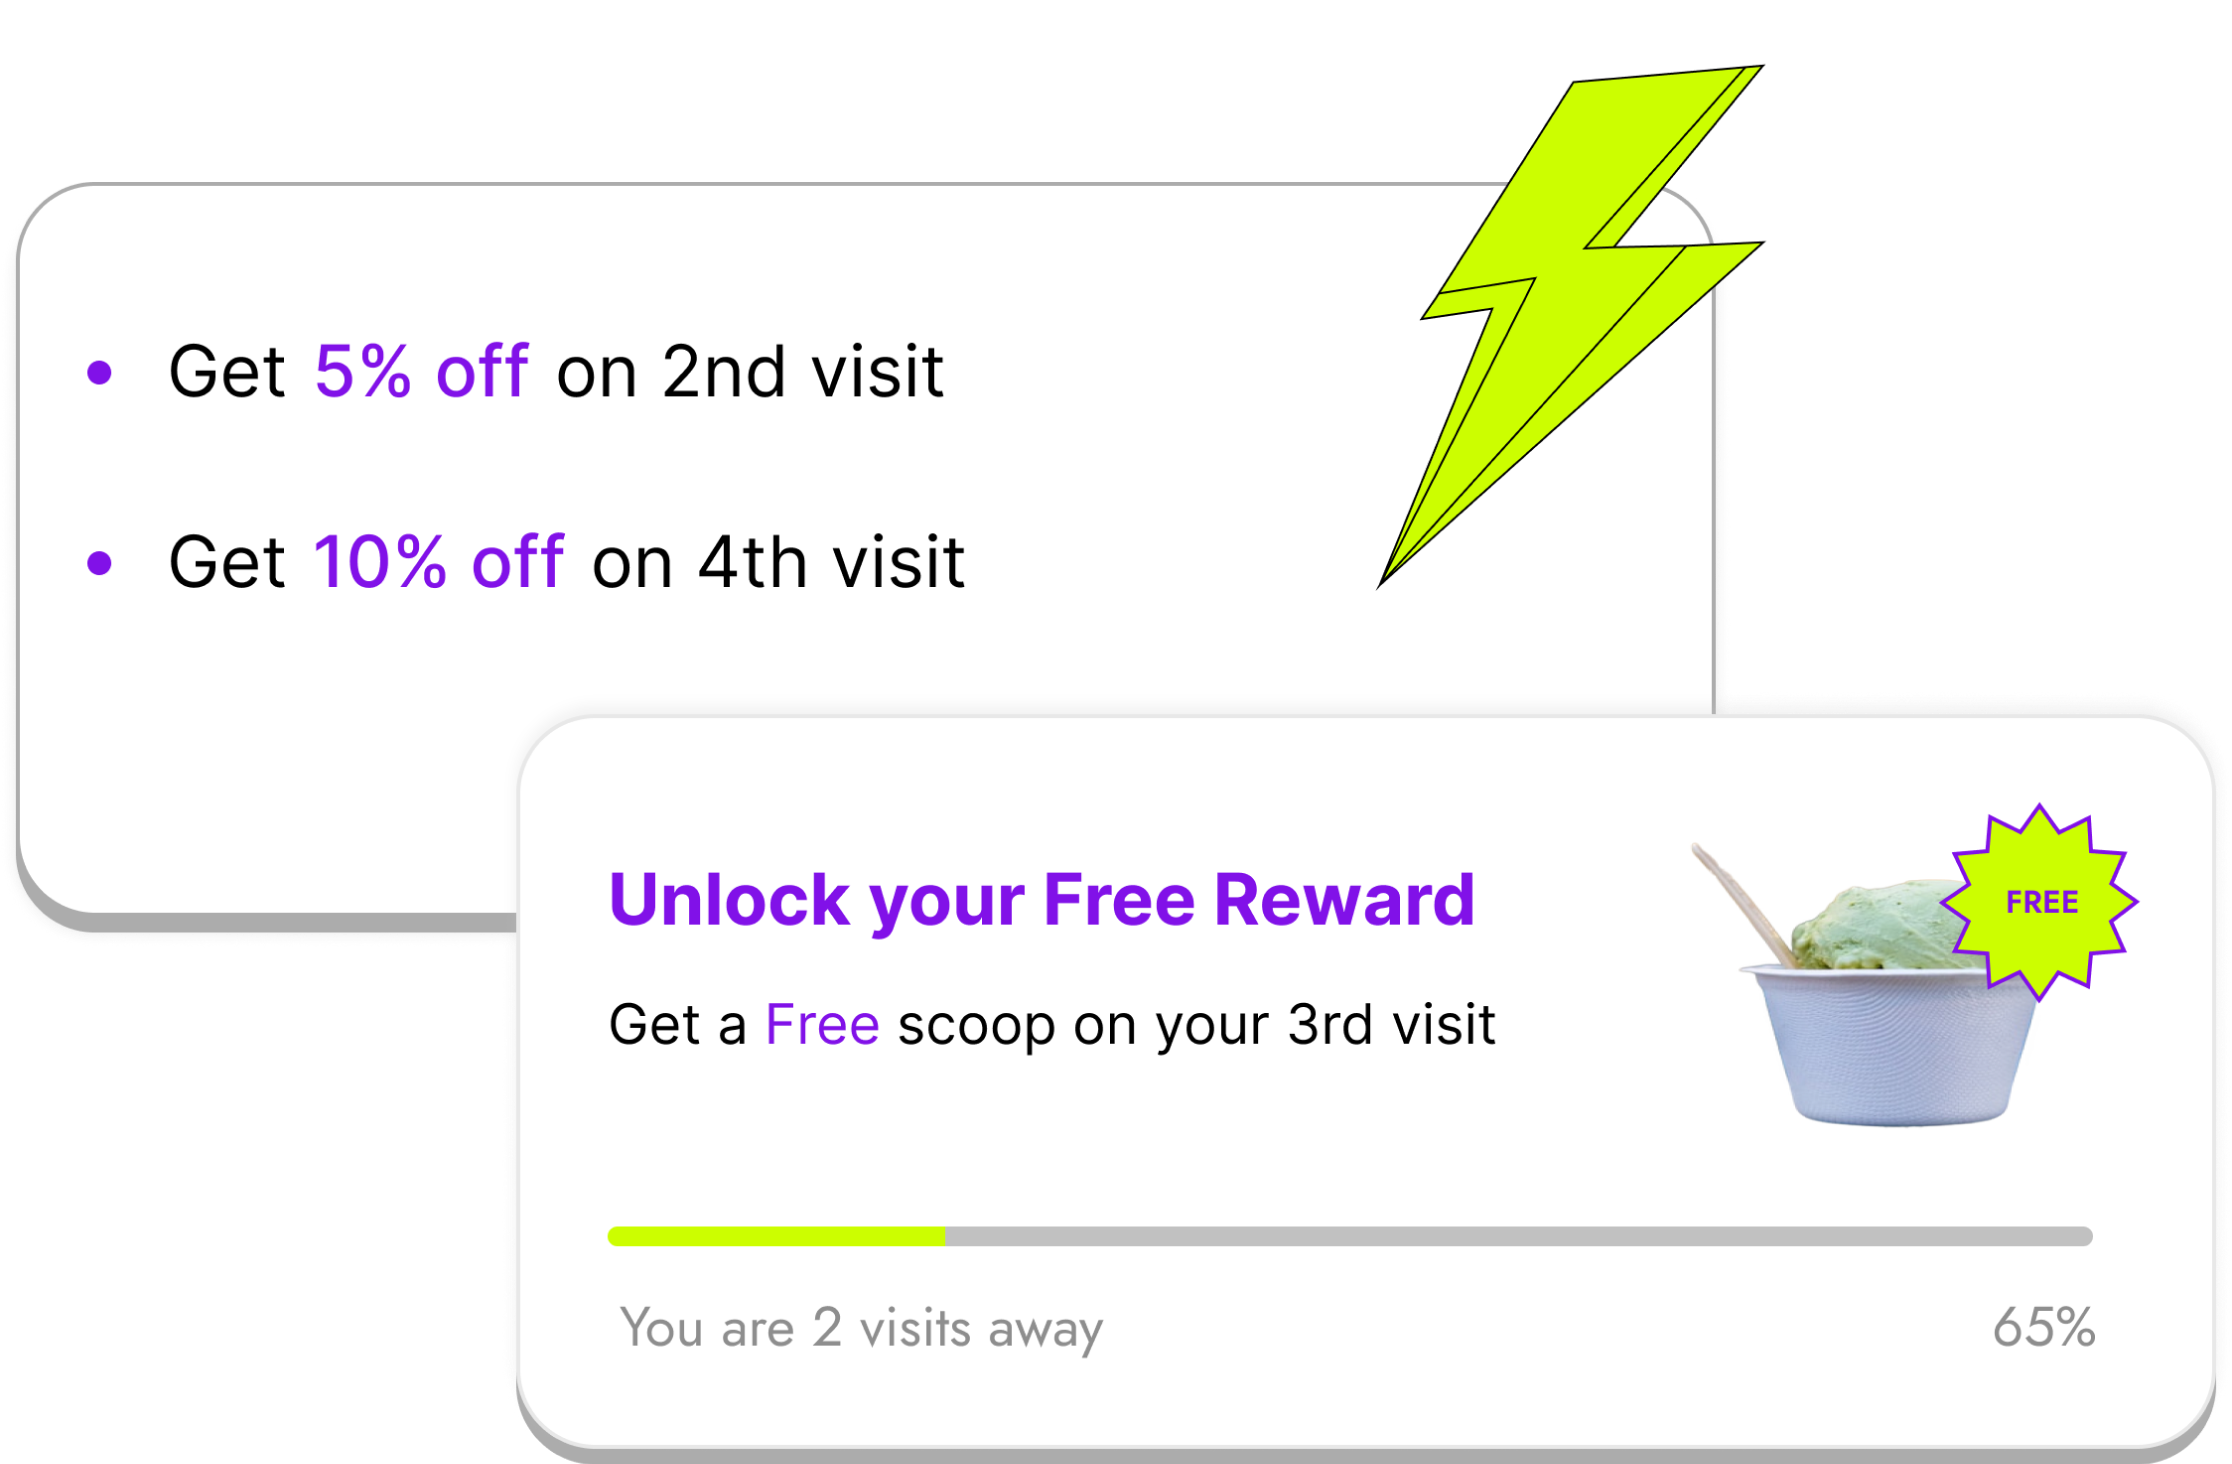 Get 5% off on 2nd visit
Get 10% off on 4th visit
Unlock your Free Reward
FREE
Get a Free scoop on your 3rd visit
You are 2 visits away
65%